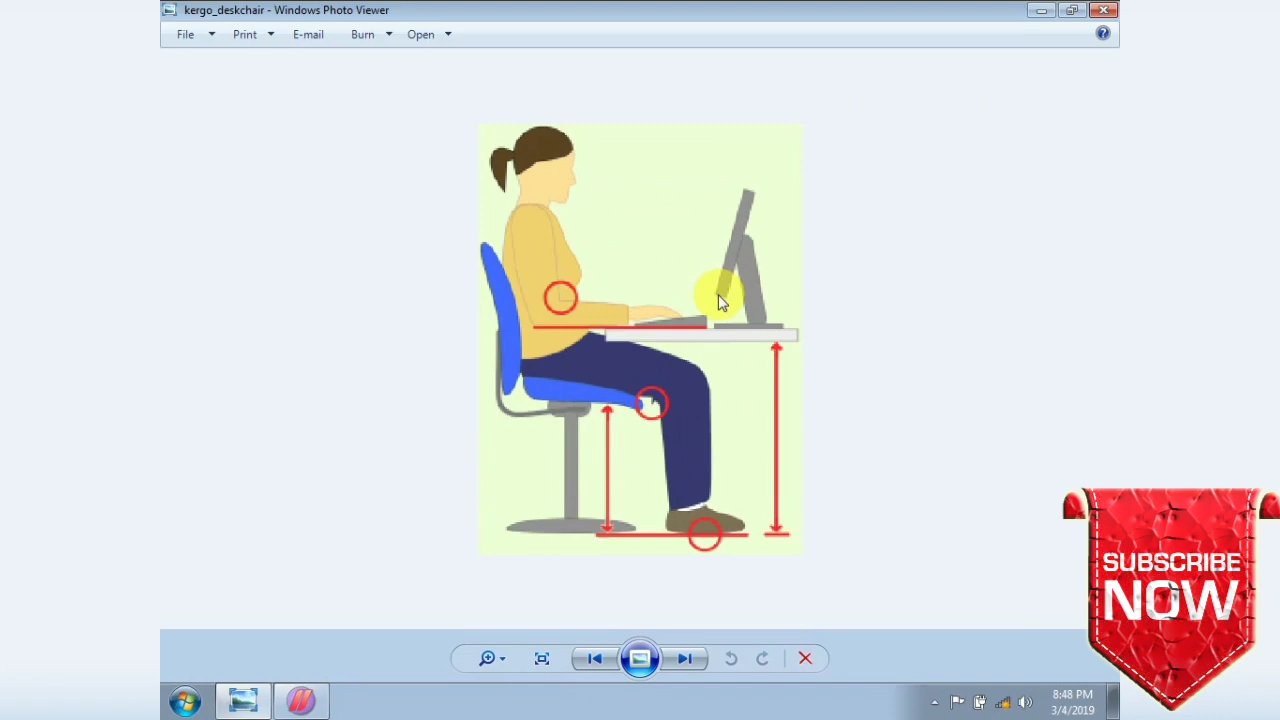 kergo_deskchair - Windows Photo Viewer
File Print E-mail Burn Open
SUBSCRIBE
NOW
8:48 PM
3/4/2019